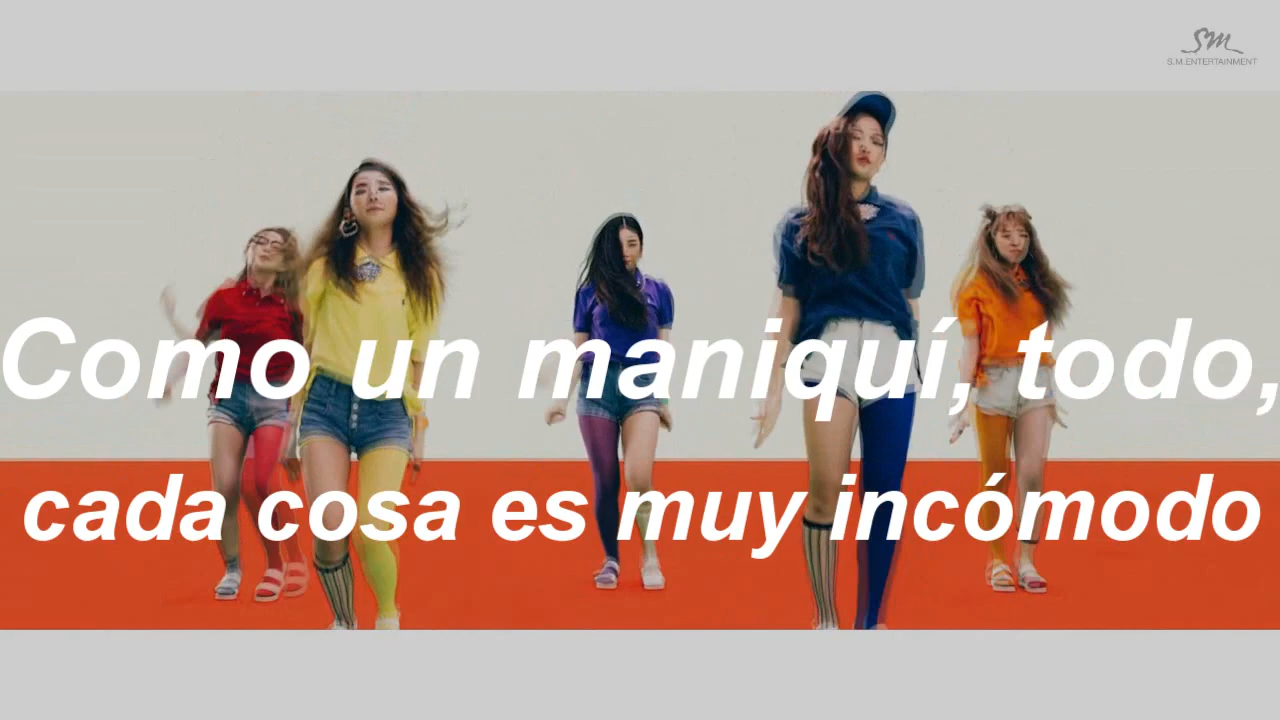 SM
S.M.ENTERTAINMENT
Como un maniquí, todo,
cada cosa es muy incómodo